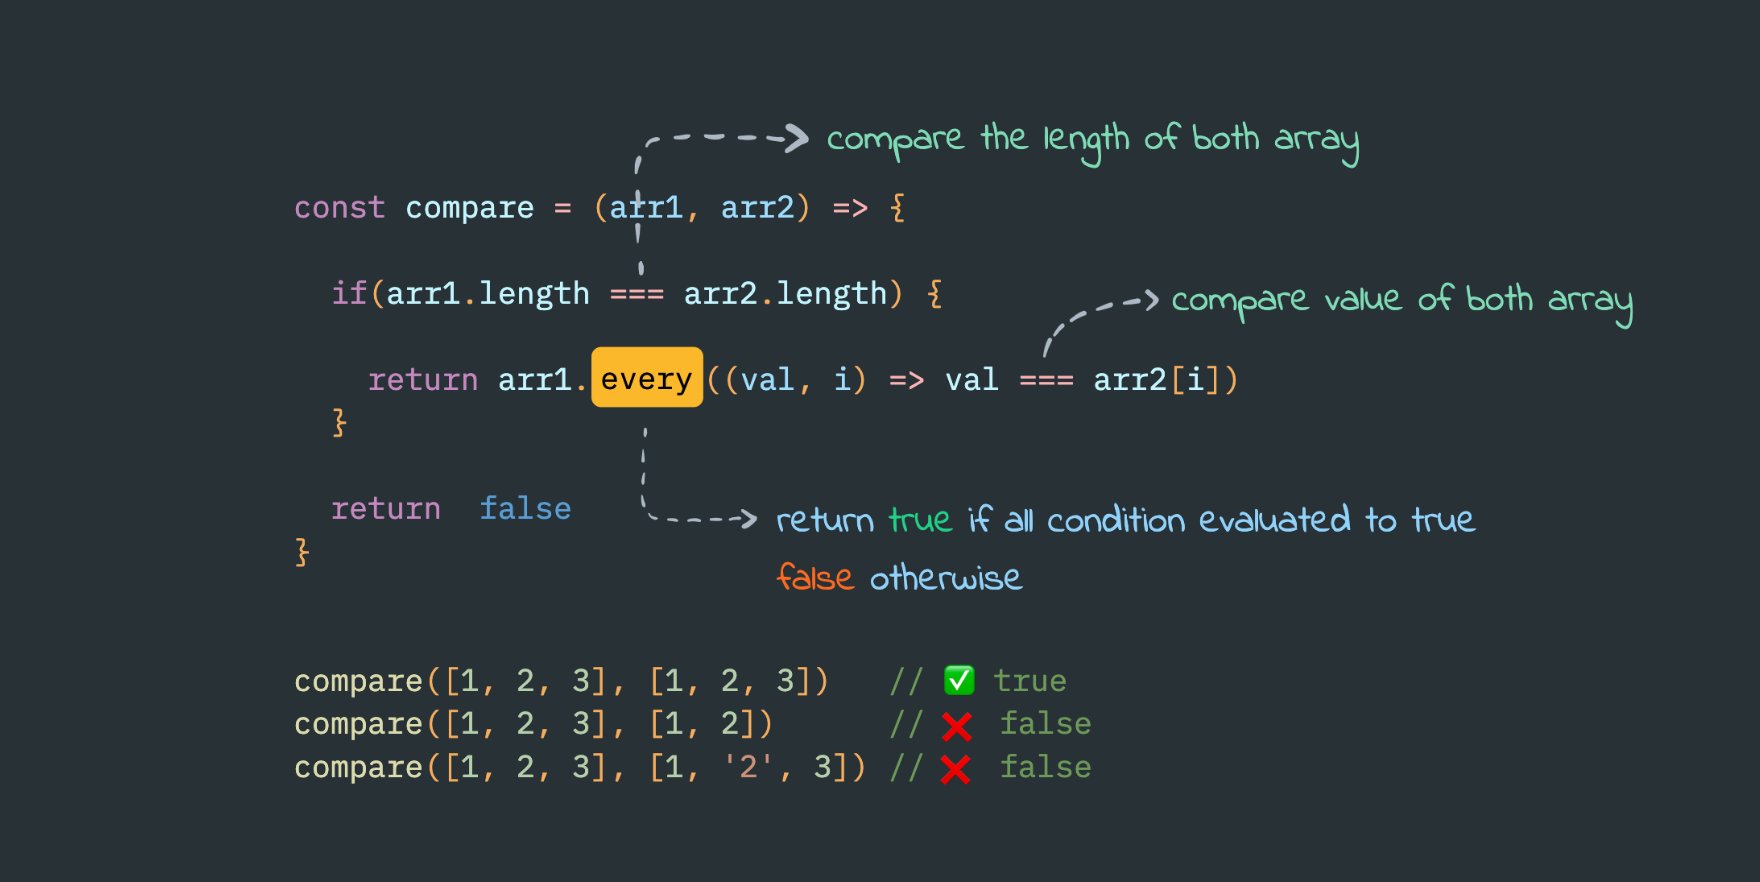 compare the length of both array
const compare = (arr1, arr2) => {
if(arr1.length === arr2.length) {
compare value of both array
return arr1.every((val, i) => val === arr2[i])
}
return false
}
return true if all condition evaluated to true
false otherwise
compare([1, 2, 3], [1, 2, 3]) // ✅ true
compare([1, 2, 3], [1, 2]) // ❌ false
compare([1, 2, 3], [1, '2', 3]) // ❌ false